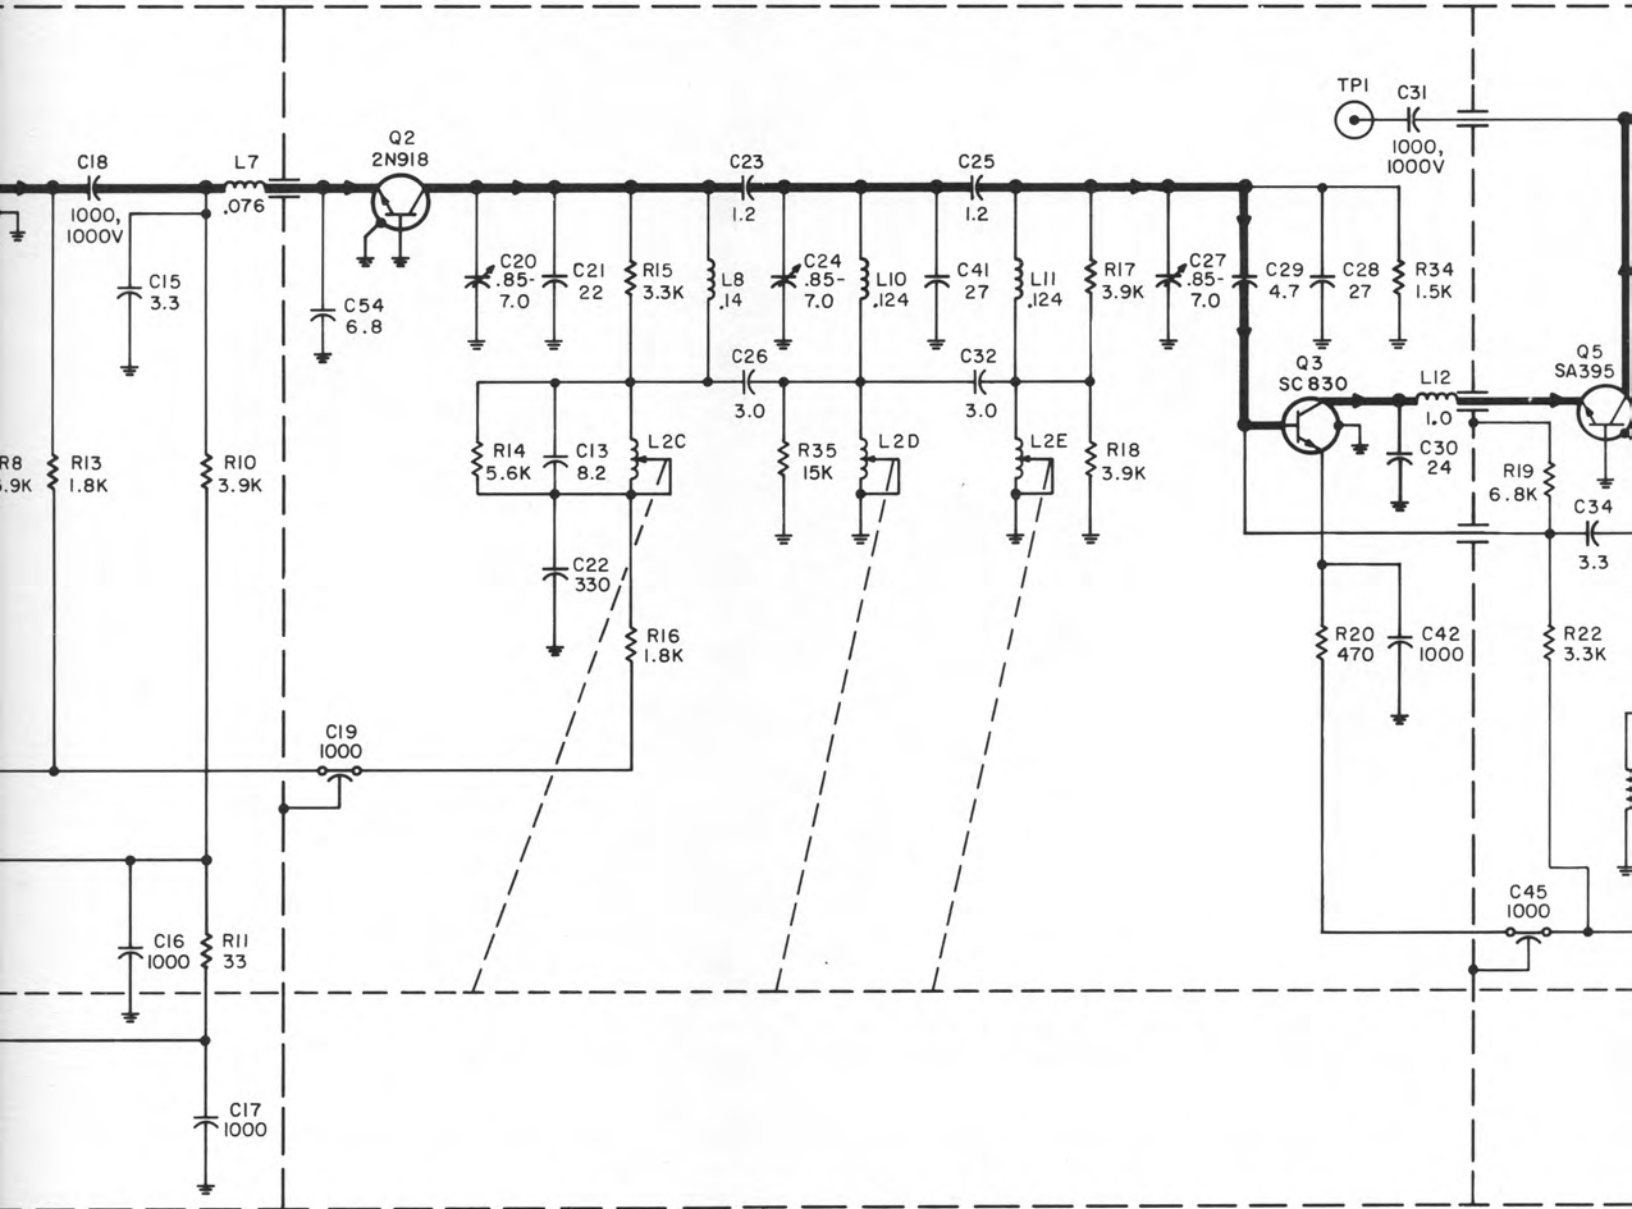 TP1
C31
1000,
1000V
Q2
2N918
C18
1000,
1000V
L7
.076
C23
1.2
C25
1.2
C15
3.3
C54
6.8
C20
.85-
7.0
C21
22
R15
3.3K
L8
.14
C24
.85-
7.0
L10
.124
C41
27
L11
.124
R17
3.9K
C27
.85-
7.0
C29
4.7
C28
27
R34
1.5K
C26
3.0
C32
3.0
Q3
SC830
L12
1.0
Q5
SA395
R8
.9K
R13
1.8K
R10
3.9K
R14
5.6K
C13
8.2
L2C
R35
15K
L2D
L2E
R18
3.9K
C30
24
R19
6.8K
C34
3.3
C22
330
R16
1.8K
R20
470
C42
1000
R22
3.3K
C19
1000
C45
1000
C16
1000
R11
33
C17
1000